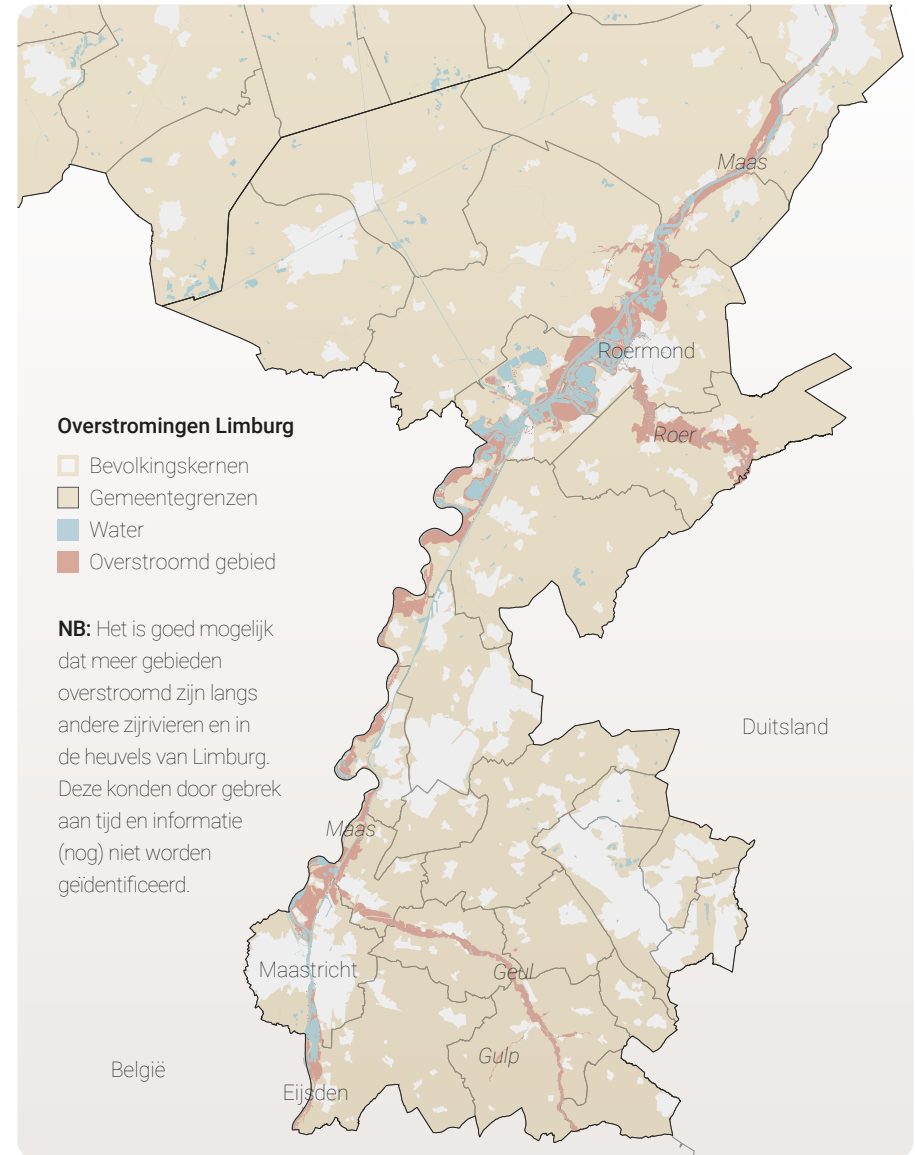 Maas
Roermond
Roer
Overstromingen Limburg
Bevolkingskernen
Gemeentegrenzen
Water
Overstroomd gebied
NB: Het is goed mogelijk
dat meer gebieden
overstroomd zijn langs
andere zijrivieren en in
de heuvels van Limburg.
Deze konden door gebrek
aan tijd en informatie
(nog) niet worden
geïdentificeerd.
Duitsland
Maas
Maastricht
Geul
Gulp
België
Eijsden